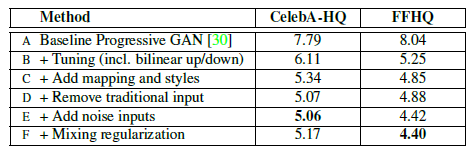 Method CelebA-HQ FFHQ
A Baseline Progressive GAN [30] 7.79 8.04
B + Tuning (incl. bilinear up/down) 6.11 5.25
C + Add mapping and styles 5.34 4.85
D + Remove traditional input 5.07 4.88
E + Add noise inputs 5.06 4.42
F + Mixing regularization 5.17 4.40